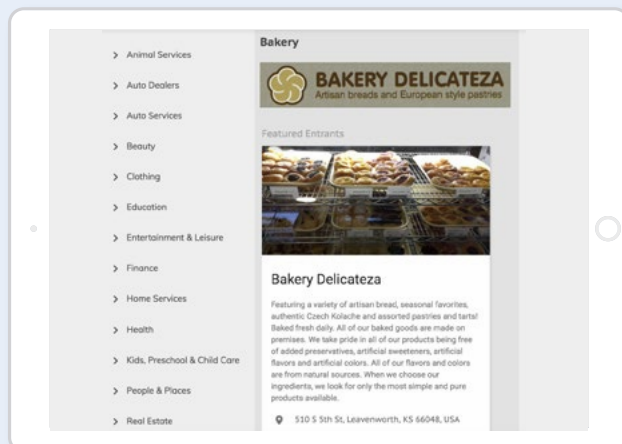 Animal Services
Auto Dealers
Auto Services
Beauty
Clothing
Education
Entertainment & Leisure
Finance
Home Services
Health
Kids, Preschool & Child Care
People & Places
Real Estate
Bakery
BAKERY DELICATEZA
Artisan breads and European style pastries
Featured Entrants
Bakery Delicateza
Featuring a variety of artisan bread, seasonal favorites,
authentic Czech Kolache and assorted pastries and tarts!
Baked fresh daily. All of our baked goods are made on
premises. We take pride in all of our products being free
of added preservatives, artificial sweeteners, artificial
flavors and artificial colors. All of our flavors and colors
are from natural sources. When we choose our
ingredients, we look for only the most simple and pure
products available.
510 S 5th St, Leavenworth, KS 66048, USA